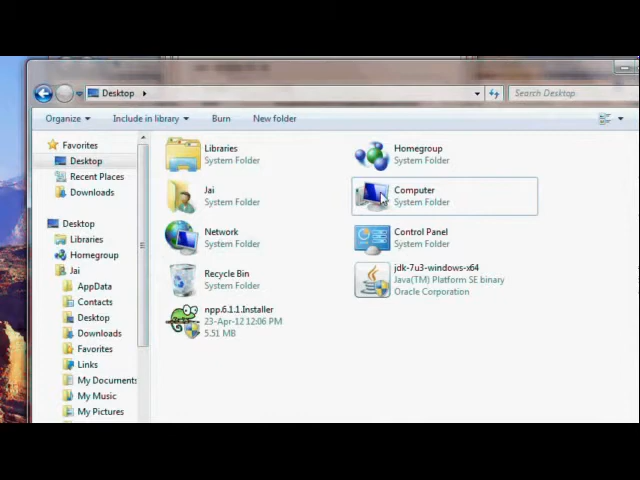 Desktop
Search Desktop
Organize
Include in library
Burn
New folder
Favorites
Desktop
Recent Places
Downloads
Desktop
Libraries
Homegroup
Jai
AppData
Contacts
Desktop
Downloads
Favorites
Links
My Documents
My Music
My Pictures
Libraries
System Folder
Homegroup
System Folder
Jai
System Folder
Computer
System Folder
Network
System Folder
Control Panel
System Folder
Recycle Bin
System Folder
jdk-7u3-windows-x64
Java(TM) Platform SE binary
Oracle Corporation
npp.6.1.1.Installer
23-Apr-12 12:06 PM
5.51 MB